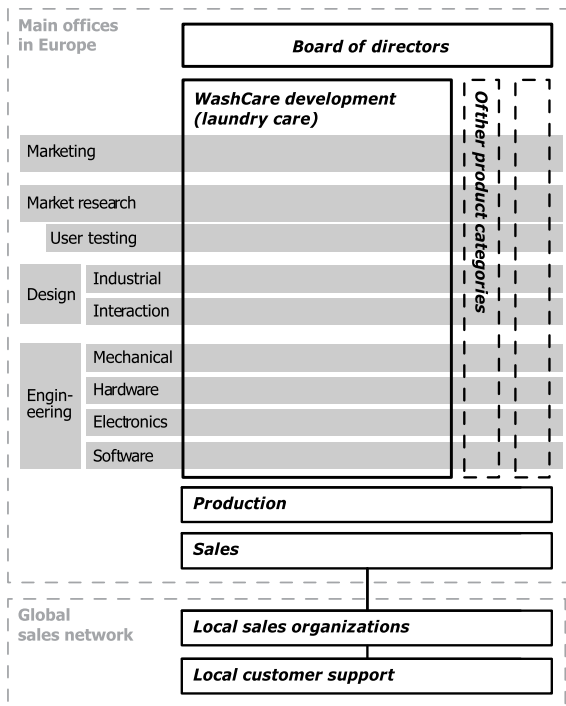 Main offices
in Europe
Board of directors
WashCare development
(laundry care)
Ofther product categories
Marketing
Market research
User testing
Design
Industrial
Interaction
Engin-
eering
Mechanical
Hardware
Electronics
Software
Production
Sales
Global
sales network
Local sales organizations
Local customer support